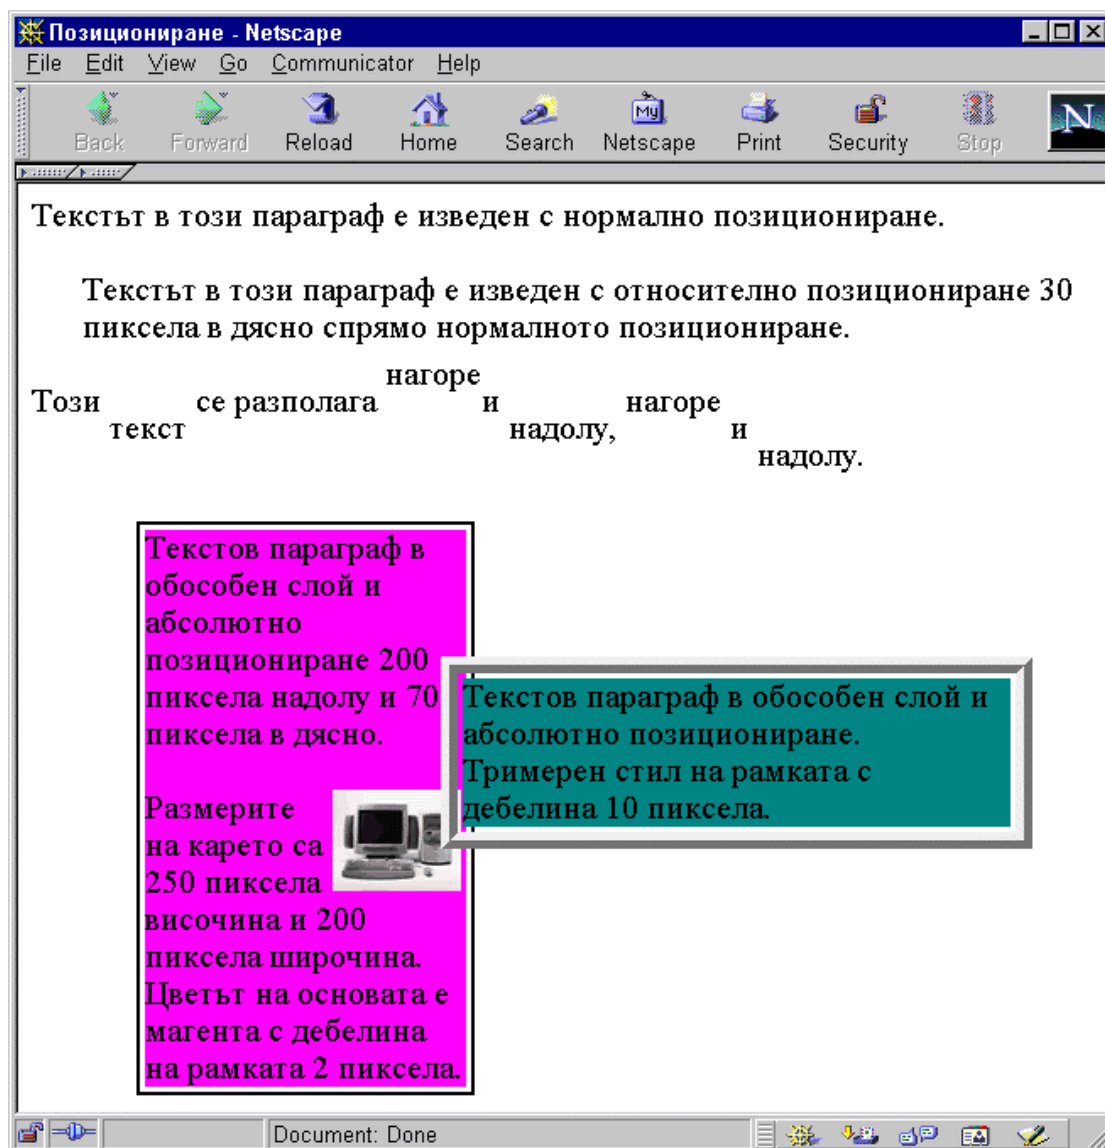 Позициониране - Netscape
File Edit View Go Communicator Help
My
N
Back Forward Reload Home Search Netscape Print Security Stop
Текстът в този параграф е изведен с нормално позициониране.
Текстът в този параграф е изведен с относително позициониране 30
пиксела в дясно спрямо нормалното позициониране.
Този текст се разполага нагоре и надолу, нагоре и надолу.
Текстов параграф в
обособен слой и
абсолютно
позициониране 200
пиксела надолу и 70
пиксела в дясно.
Размерите
на карето са
250 пиксела
височина и 200
пиксела широчина.
Цветът на основата е
магента с дебелина
на рамката 2 пиксела.
Текстов параграф в обособен слой и
абсолютно позициониране.
Тримерен стил на рамката с
дебелина 10 пиксела.
Document: Done